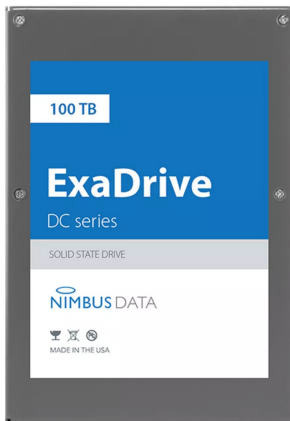 100 TB
ExaDrive
DC series
SOLID STATE DRIVE
NIMBUS DATA
MADE IN THE USA